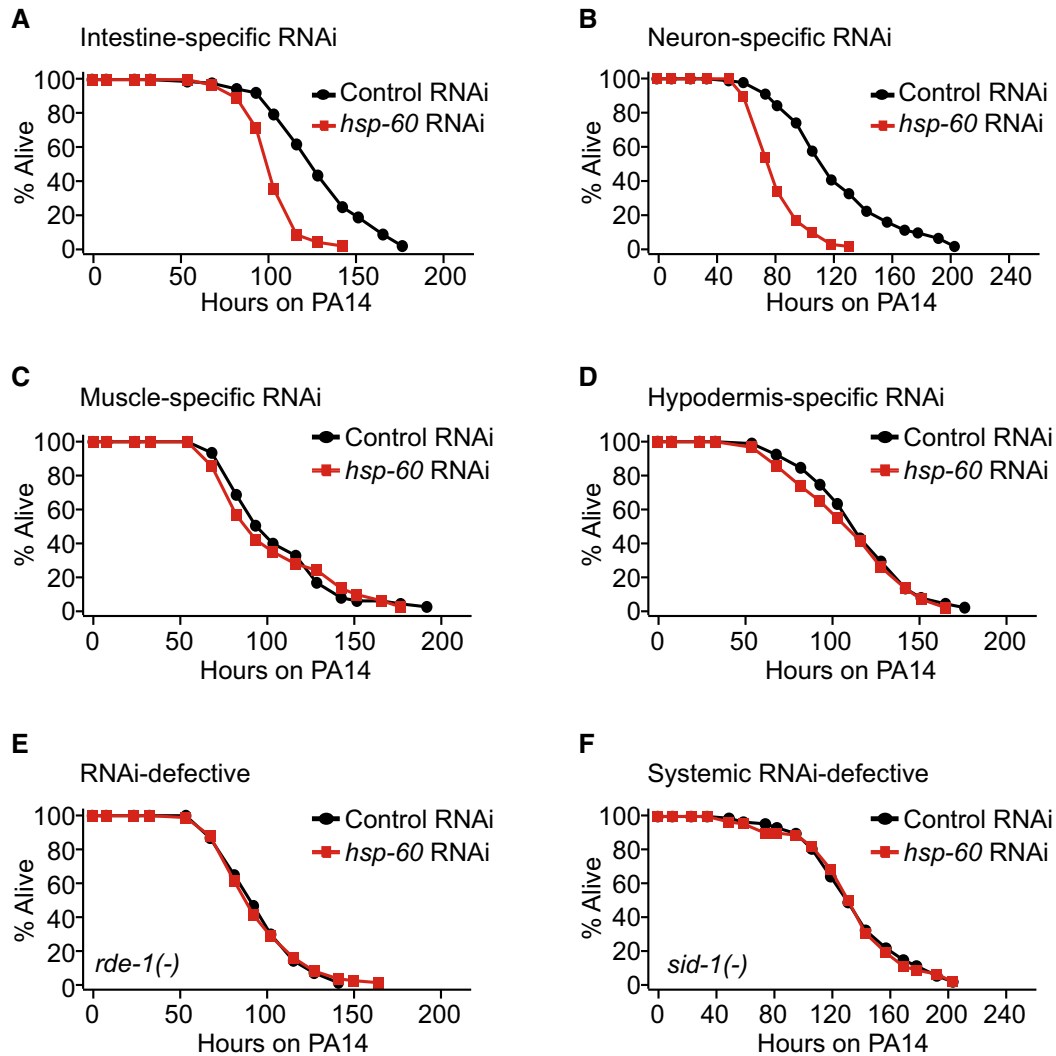 A
Intestine-specific RNAi
Control RNAi
hsp-60 RNAi
% Alive
100
80
60
40
20
0
0 50 100 150 200
Hours on PA14
B
Neuron-specific RNAi
Control RNAi
hsp-60 RNAi
% Alive
100
80
60
40
20
0
0 40 80 120 160 200 240
Hours on PA14
C
Muscle-specific RNAi
Control RNAi
hsp-60 RNAi
% Alive
100
80
60
40
20
0
0 50 100 150 200
Hours on PA14
D
Hypodermis-specific RNAi
Control RNAi
hsp-60 RNAi
% Alive
100
80
60
40
20
0
0 50 100 150 200
Hours on PA14
E
RNAi-defective
Control RNAi
hsp-60 RNAi
% Alive
100
80
60
40
20
0
rde-1(-)
0 50 100 150 200
Hours on PA14
F
Systemic RNAi-defective
Control RNAi
hsp-60 RNAi
% Alive
100
80
60
40
20
0
sid-1(-)
0 40 80 120 160 200 240
Hours on PA14